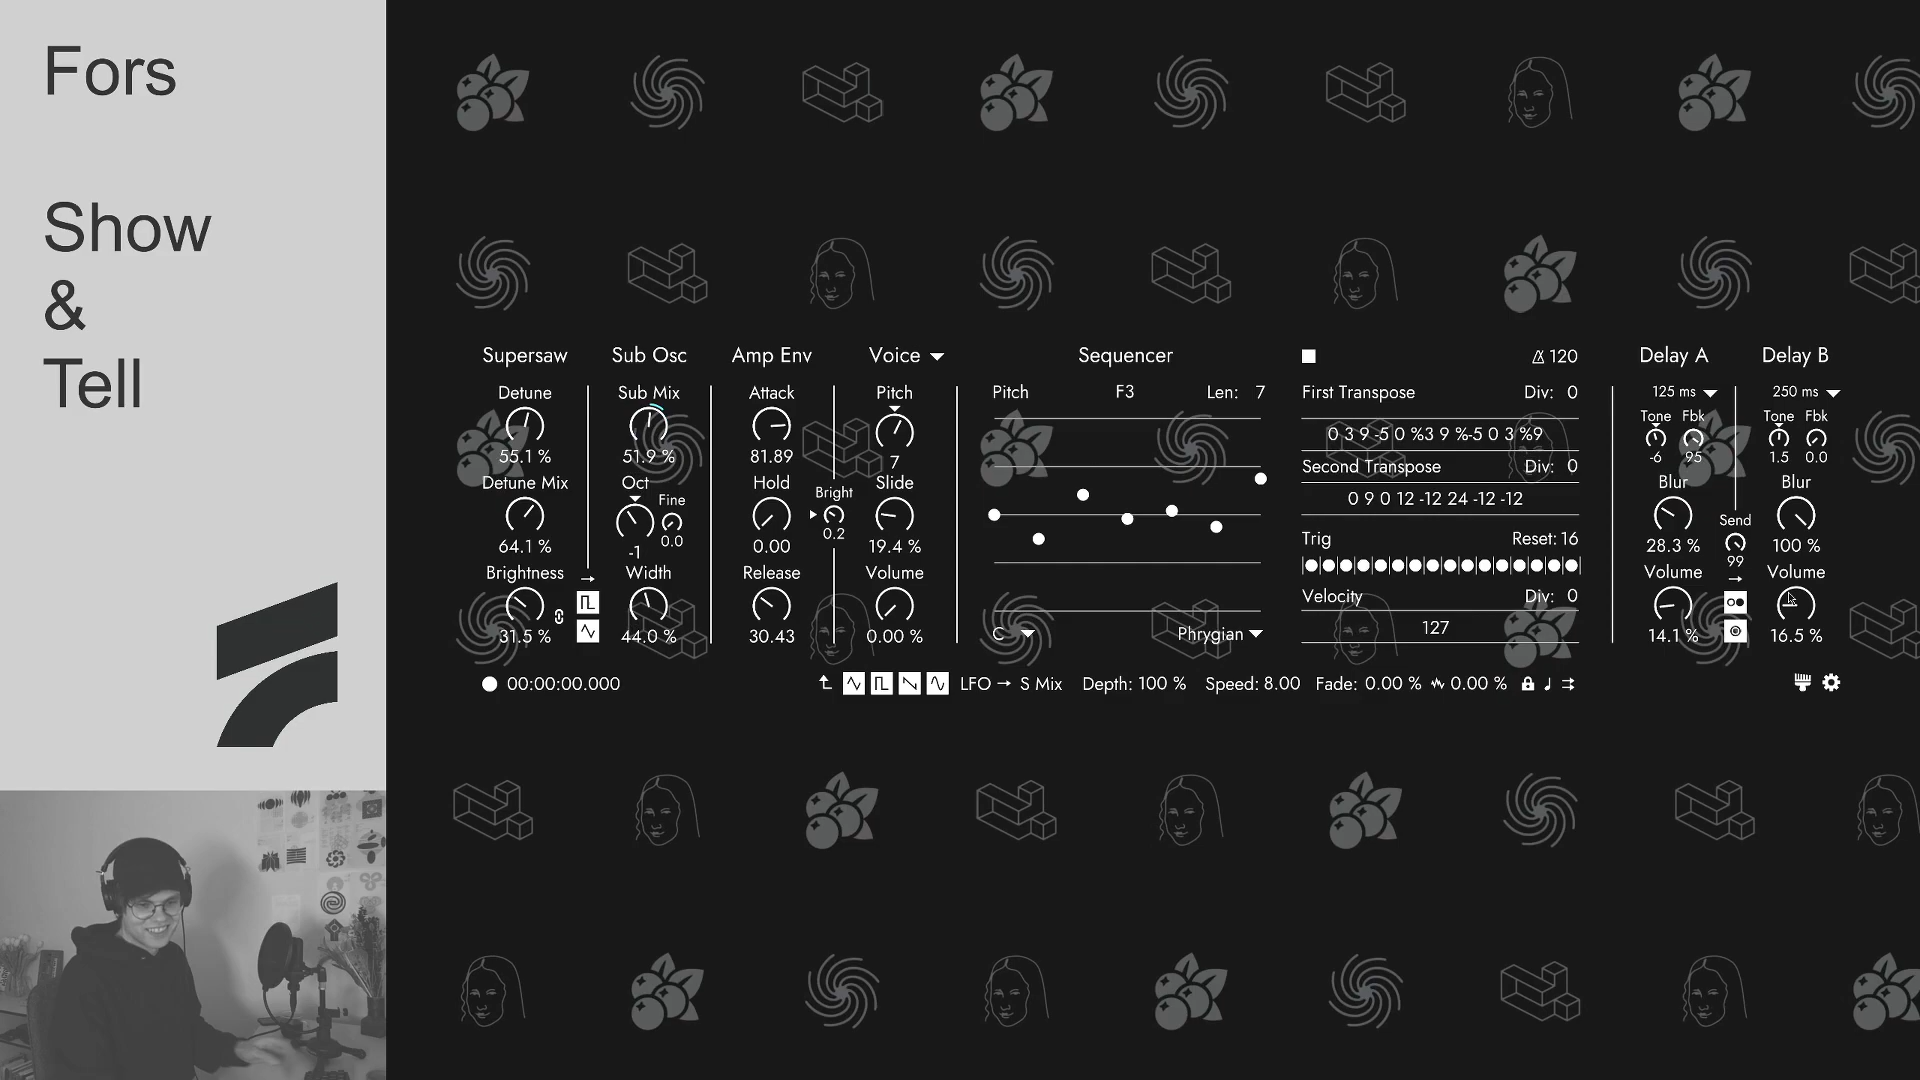 Fors
Show
&
Tell
Supersaw
Detune
55.1 %
Detune Mix
64.1 %
Brightness
31.5 %
Sub Osc
Sub Mix
51.9 %
Oct
-1
Fine
0.0
Width
44.0 %
Amp Env
Attack
81.89
Hold
0.00
Release
30.43
Bright
0.2
Voice
Pitch
7
Slide
19.4 %
Volume
0.00 %
Sequencer
120
Pitch F3 Len: 7
C Phrygian
First Transpose Div: 0
0 3 9 -5 0 %3 9 %-5 0 3 %9
Second Transpose Div: 0
0 9 0 12 -12 24 -12 -12
Trig Reset: 16
Velocity Div: 0
127
Delay A
125 ms
Tone Fbk
-6 95
Blur
28.3 %
Volume
14.1 %
Send
99
Delay B
250 ms
Tone Fbk
1.5 0.0
Blur
100 %
Volume
16.5 %
00:00:00.000
LFO → S Mix Depth: 100 % Speed: 8.00 Fade: 0.00 % 0.00 %